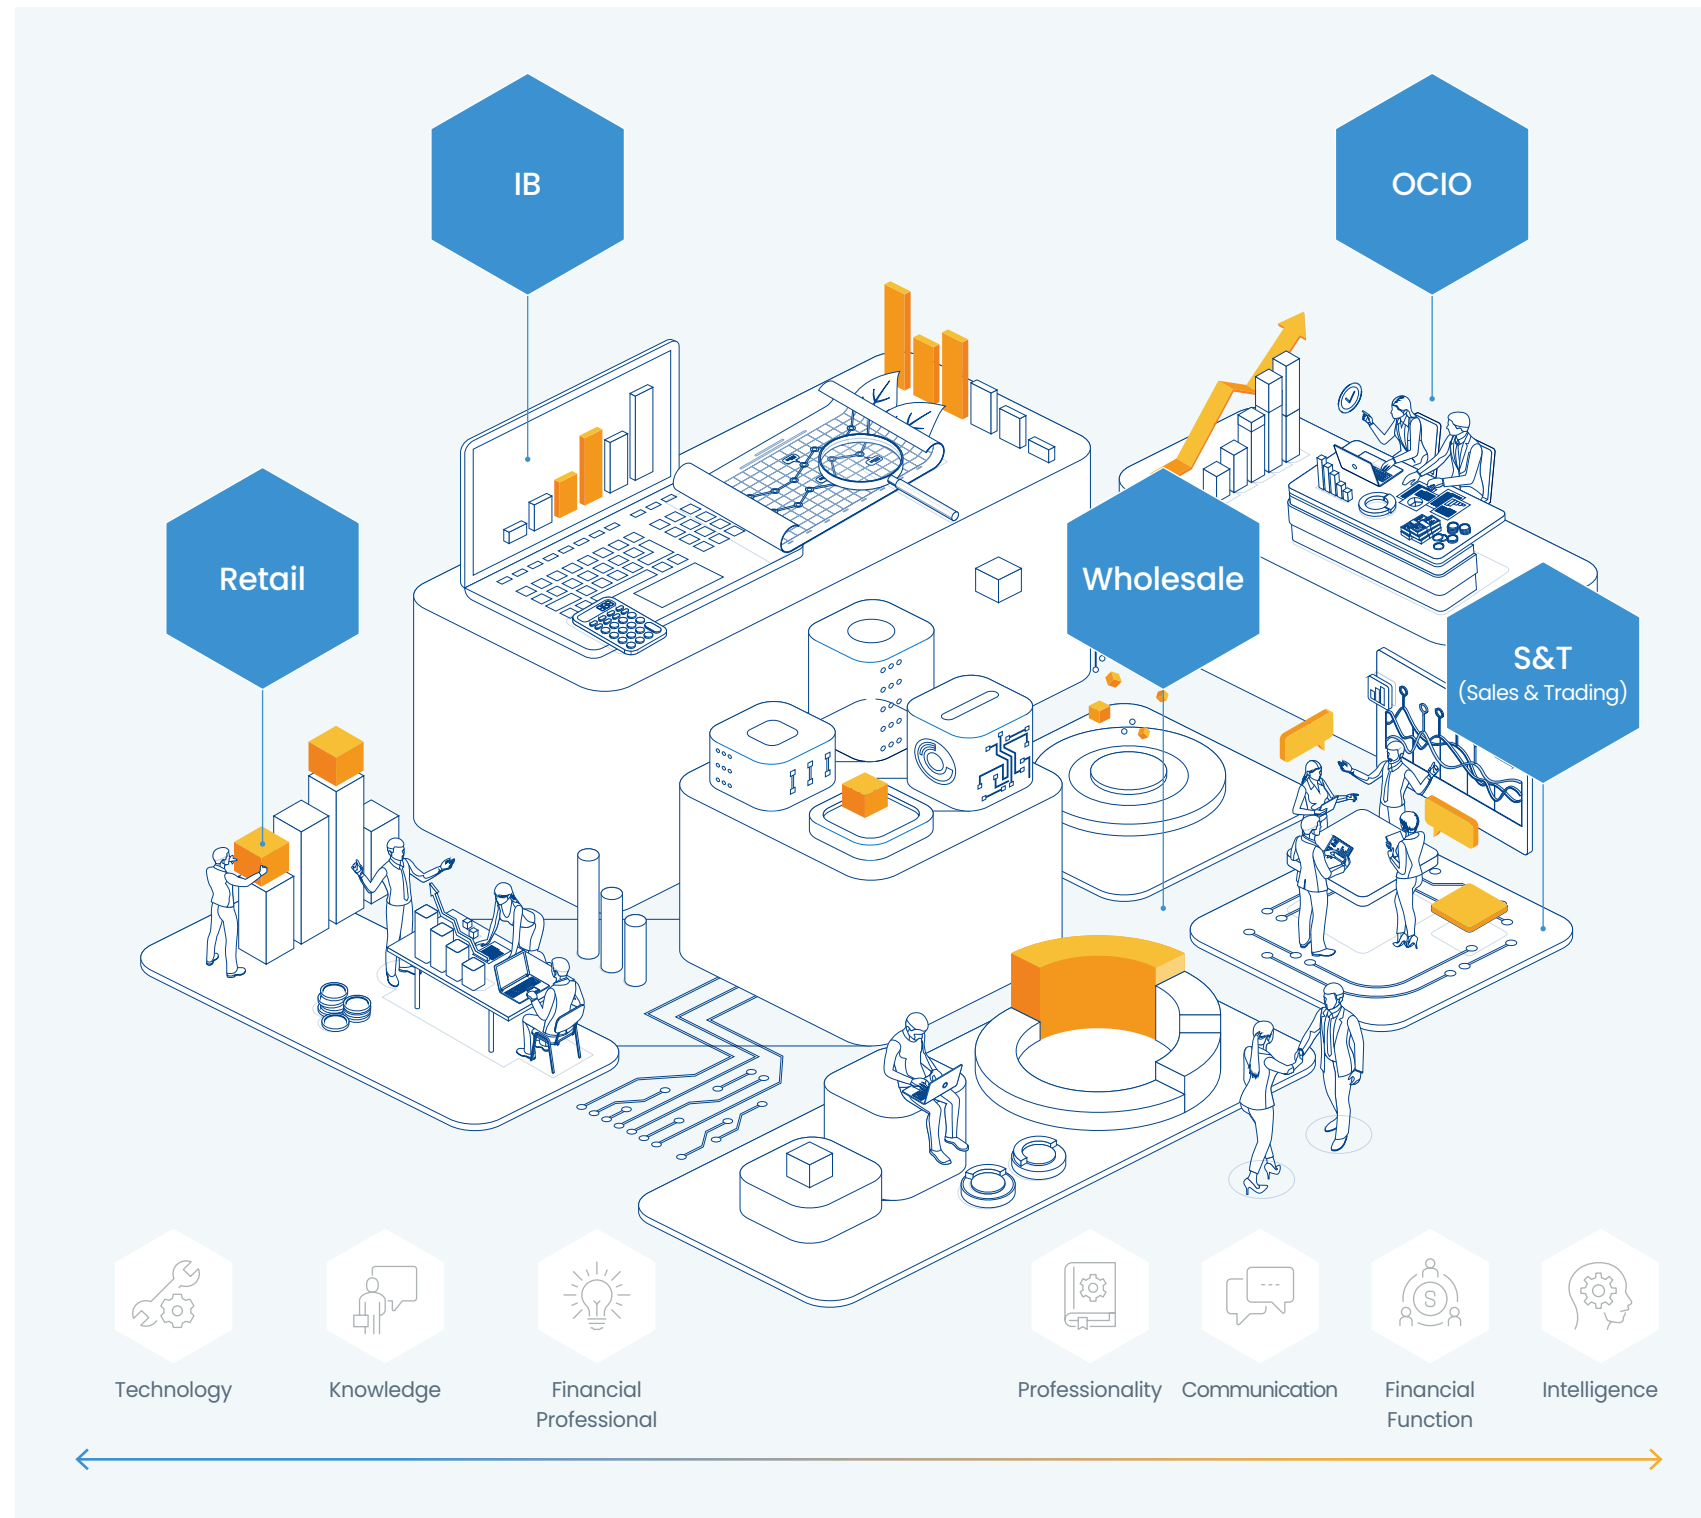 IB
OCIO
Retail
Wholesale
S&T
(Sales & Trading)
Technology
Knowledge
Financial
Professional
Professionality
Communication
Financial
Function
Intelligence
S